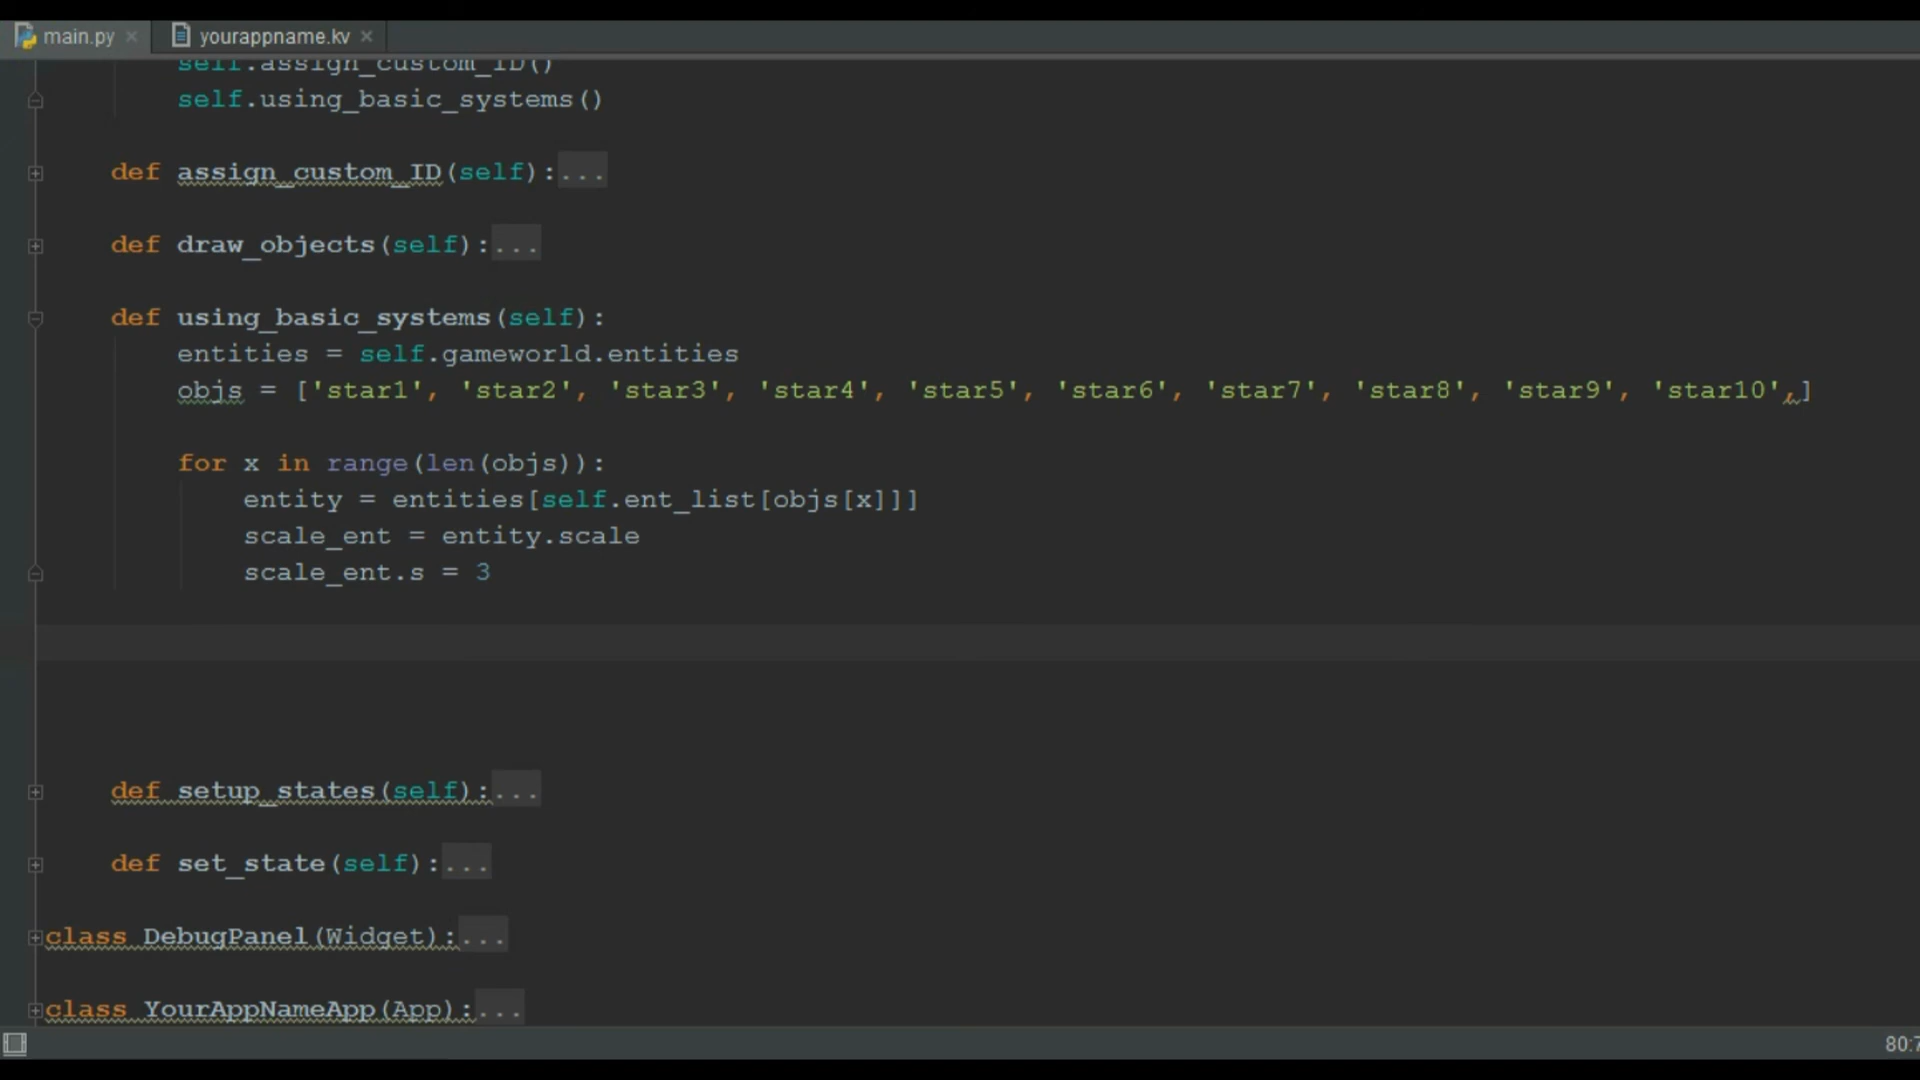 main.py × yourappname.kv ×
self.assign_custom_ID()
self.using_basic_systems()
def assign_custom_ID(self):...
def draw_objects(self):...
def using_basic_systems(self):
entities = self.gameworld.entities
objs = ['star1', 'star2', 'star3', 'star4', 'star5', 'star6', 'star7', 'star8', 'star9', 'star10',]
for x in range(len(objs)):
entity = entities[self.ent_list[objs[x]]]
scale_ent = entity.scale
scale_ent.s = 3
def setup_states(self):...
def set_state(self):...
class DebugPanel(Widget):...
class YourAppNameApp(App):...
80:7